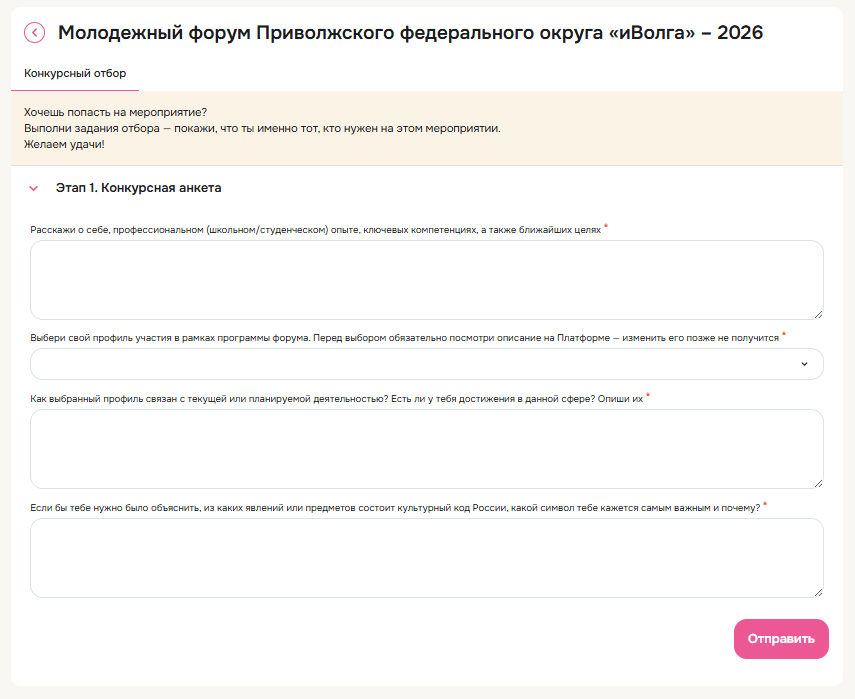 Молодежный форум Приволжского федерального округа «иВолга» – 2026
Конкурсный отбор
Хочешь попасть на мероприятие?
Выполни задания отбора — покажи, что ты именно тот, кто нужен на этом мероприятии.
Желаем удачи!
Этап 1. Конкурсная анкета
Расскажи о себе, профессиональном (школьном/студенческом) опыте, ключевых компетенциях, а также ближайших целях *
Выбери свой профиль участия в рамках программы форума. Перед выбором обязательно посмотри описание на Платформе — изменить его позже не получится *
Как выбранный профиль связан с текущей или планируемой деятельностью? Есть ли у тебя достижения в данной сфере? Опиши их *
Если бы тебе нужно было объяснить, из каких явлений или предметов состоит культурный код России, какой символ тебе кажется самым важным и почему? *
Отправить